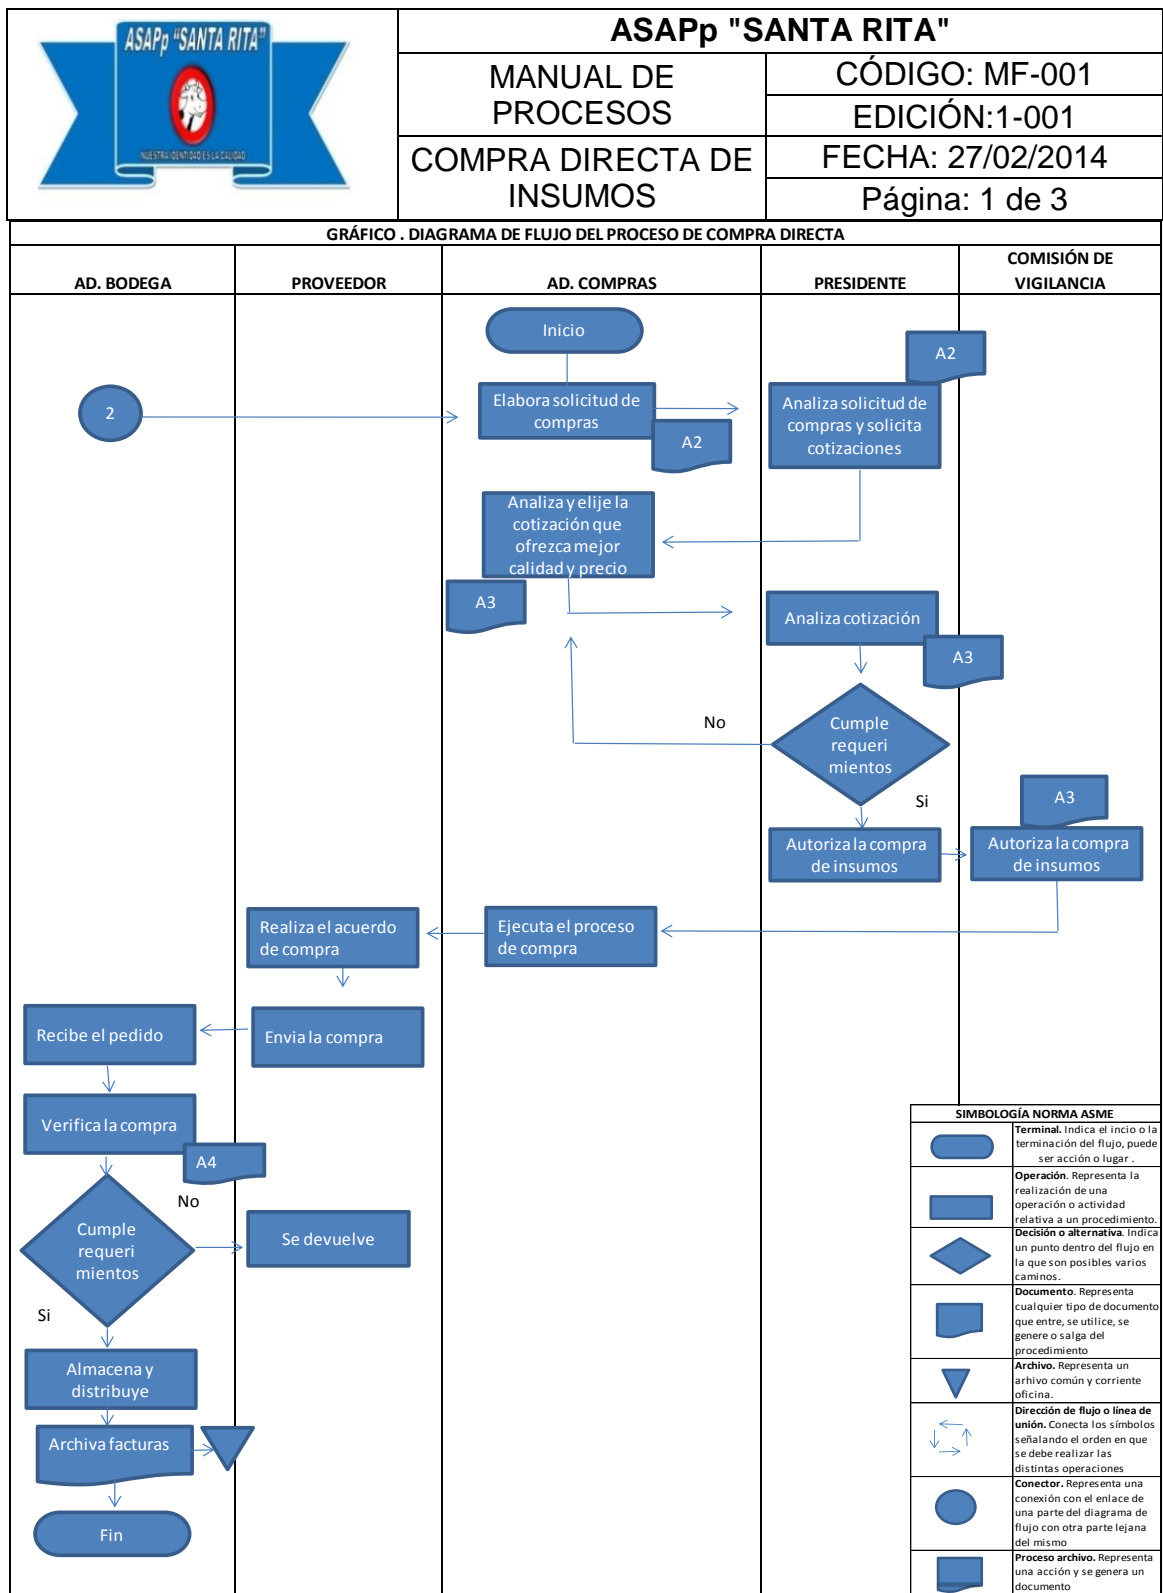 ASAPp “SANTA RITA”
NUESTRA IDENTIDAD ES LA CALIDAD
ASAPp "SANTA RITA"
MANUAL DE
PROCESOS
CÓDIGO: MF-001
EDICIÓN:1-001
COMPRA DIRECTA DE
INSUMOS
FECHA: 27/02/2014
Página: 1 de 3
GRÁFICO . DIAGRAMA DE FLUJO DEL PROCESO DE COMPRA DIRECTA
AD. BODEGA
PROVEEDOR
AD. COMPRAS
PRESIDENTE
COMISIÓN DE
VIGILANCIA
Inicio
A2
2
Elabora solicitud de
compras
A2
Analiza solicitud de
compras y solicita
cotizaciones
Analiza y elije la
cotización que
ofrezca mejor
calidad y precio
A3
Analiza cotización
A3
No
Cumple
requeri
mientos
Si
A3
Autoriza la compra
de insumos
Autoriza la compra
de insumos
Realiza el acuerdo
de compra
Ejecuta el proceso
de compra
Recibe el pedido
Envia la compra
Verifica la compra
A4
No
Cumple
requeri
mientos
Se devuelve
Si
Almacena y
distribuye
Archiva facturas
Fin
SIMBOLOGÍA NORMA ASME
Terminal. Indica el incio o la
terminación del flujo, puede
ser acción o lugar .
Operación. Representa la
realización de una
operación o actividad
relativa a un procedimiento.
Decisión o alternativa. Indica
un punto dentro del flujo en
la que son posibles varios
caminos.
Documento. Representa
cualquier tipo de documento
que entre, se utilice, se
genere o salga del
procedimiento
Archivo. Representa un
arhivo común y corriente
oficina.
Dirección de flujo o línea de
unión. Conecta los símbolos
señalando el orden en que
se debe realizar las
distintas operaciones
Conector. Representa una
conexión con el enlace de
una parte del diagrama de
flujo con otra parte lejana
del mismo
Proceso archivo. Representa
una acción y se genera un
documento